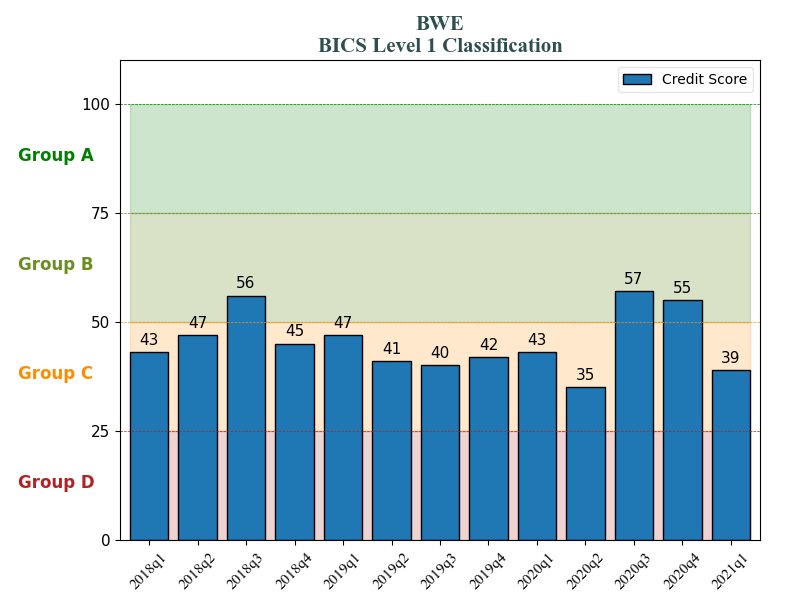 BWE
BICS Level 1 Classification
Credit Score
100
Group A
75
Group B
57
56
55
50
47
47
45
43
43
42
41
40
39
Group C
35
25
Group D
0
2018q1
2018q2
2018q3
2018q4
2019q1
2019q2
2019q3
2019q4
2020q1
2020q2
2020q3
2020q4
2021q1